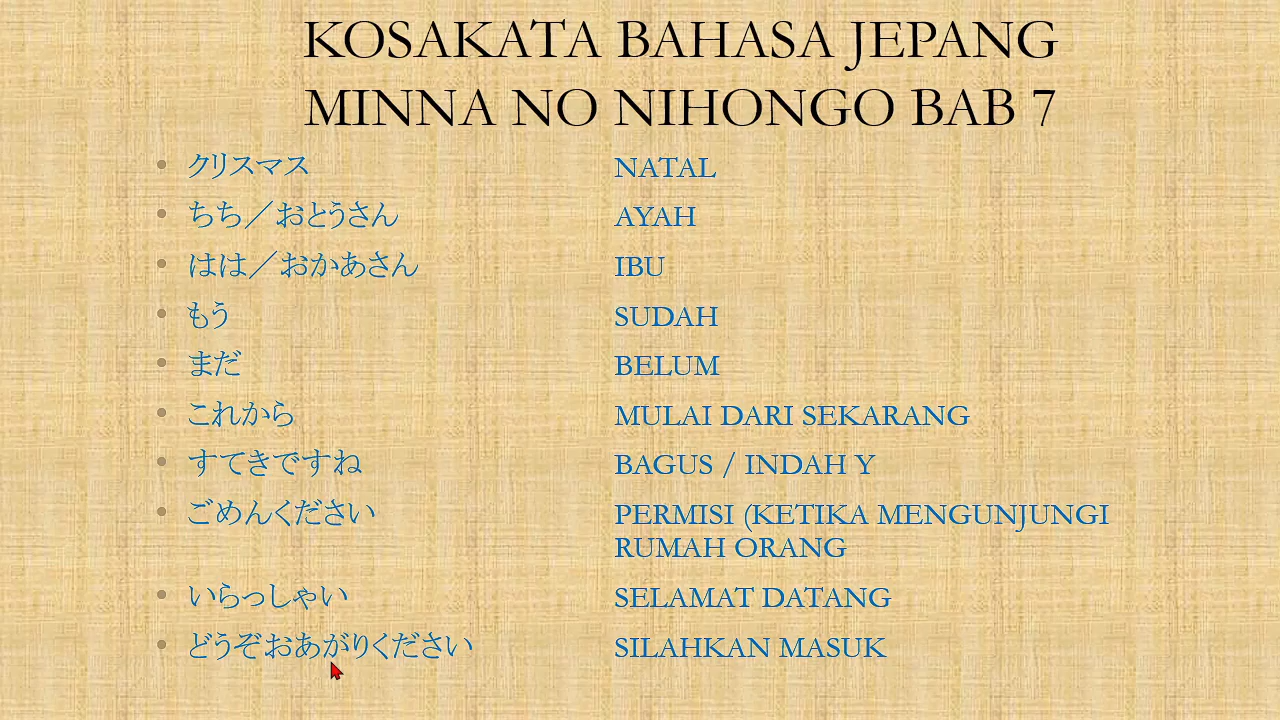 KOSAKATA BAHASA JEPANG
MINNA NO NIHONGO BAB 7
クリスマス NATAL
ちち／おとうさん AYAH
はは／おかあさん IBU
もう SUDAH
まだ BELUM
これから MULAI DARI SEKARANG
すてきですね BAGUS / INDAH Y
ごめんください PERMISI (KETIKA MENGUNJUNGI
RUMAH ORANG
いらっしゃい SELAMAT DATANG
どうぞおあがりください SILAHKAN MASUK